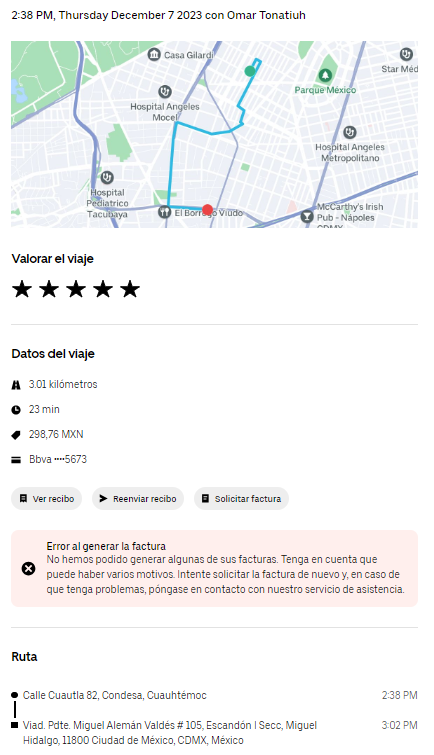 2:38 PM, Thursday December 7 2023 con Omar Tonatiuh
Casa Gilardi
Star Méd
Parque México
Hospital Angeles
Mocel
Hospital Angeles
Metropolitano
Hospital
Pediatrico
Tacubaya
El Borrego Viudo
McCarthy's Irish
Pub - Nápoles
CDMX
Valorar el viaje
Datos del viaje
3.01 kilómetros
23 min
298,76 MXN
Bbva ····5673
Ver recibo
Reenviar recibo
Solicitar factura
Error al generar la factura
No hemos podido generar algunas de sus facturas. Tenga en cuenta que
puede haber varios motivos. Intente solicitar la factura de nuevo y, en caso de
que tenga problemas, póngase en contacto con nuestro servicio de asistencia.
Ruta
Calle Cuautla 82, Condesa, Cuauhtémoc 2:38 PM
Viad. Pdte. Miguel Alemán Valdés # 105, Escandón I Secc, Miguel 3:02 PM
Hidalgo, 11800 Ciudad de México, CDMX, México